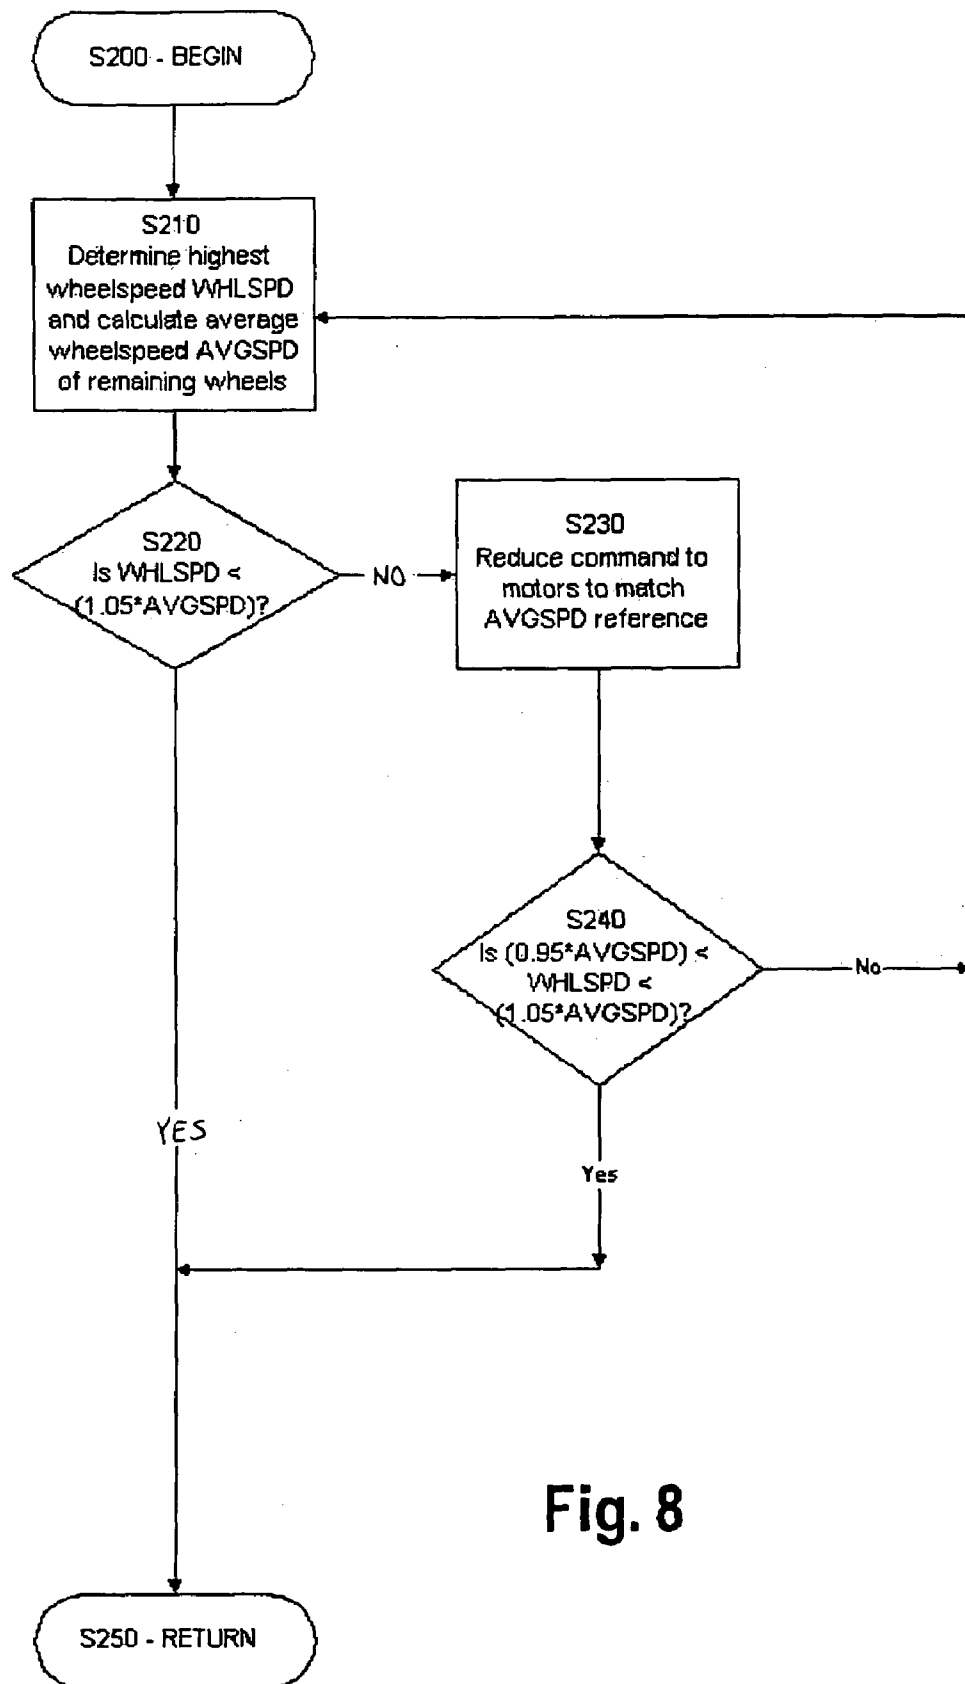 S200 - BEGIN
S210
Determine highest
wheelspeed WHLSPD
and calculate average
wheelspeed AVGSPD
of remaining wheels
S220
Is WHLSPD <
(1.05*AVGSPD)?
NO
S230
Reduce command to
motors to match
AVGSPD reference
S240
Is (0.95*AVGSPD) <
WHLSPD <
(1.05*AVGSPD)?
No
YES
Yes
Fig. 8
S250 - RETURN